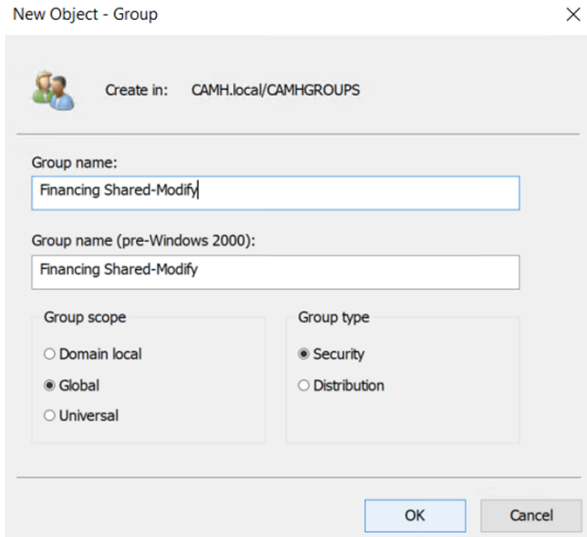 New Object - Group
Create in: CAMH.local/CAMHGROUPS
Group name:
Financing Shared-Modify
Group name (pre-Windows 2000):
Financing Shared-Modify
Group scope
Domain local
Global
Universal
Group type
Security
Distribution
OK
Cancel